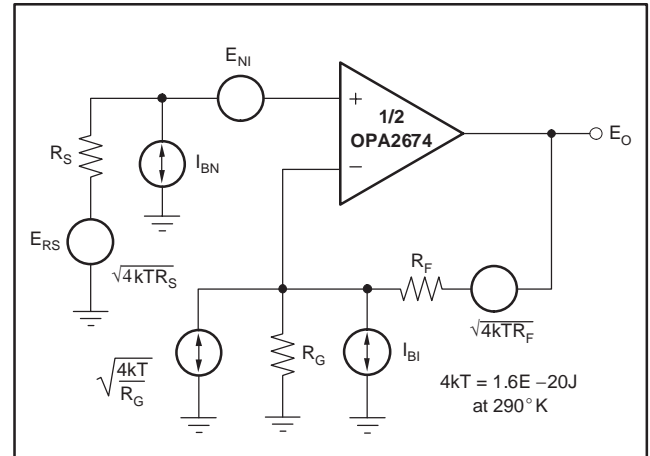 E_NI
+
1/2
OPA2674
−
E_O
R_S
I_BN
E_RS
√4kTR_S
R_F
√4kTR_F
√4kT/R_G
R_G
I_BI
4kT = 1.6E −20J
at 290°K